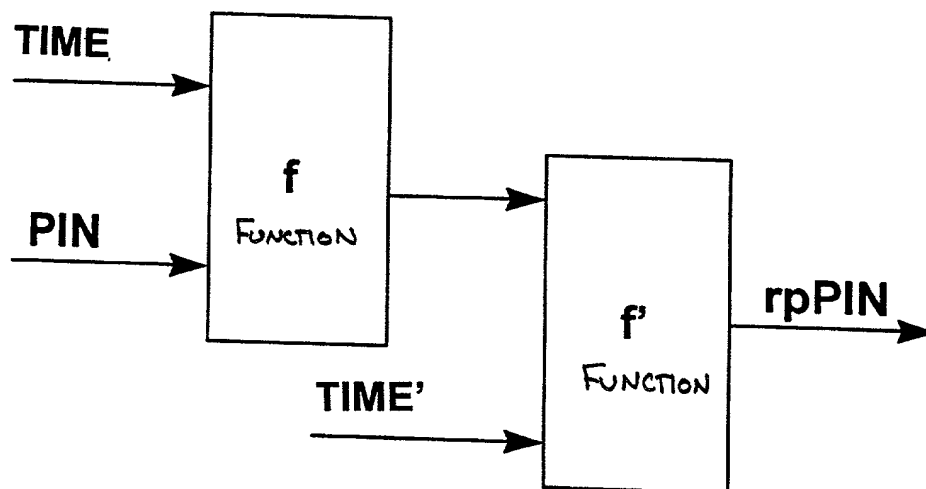 TIME
PIN
f
FUNCTION
TIME'
f'
FUNCTION
rpPIN